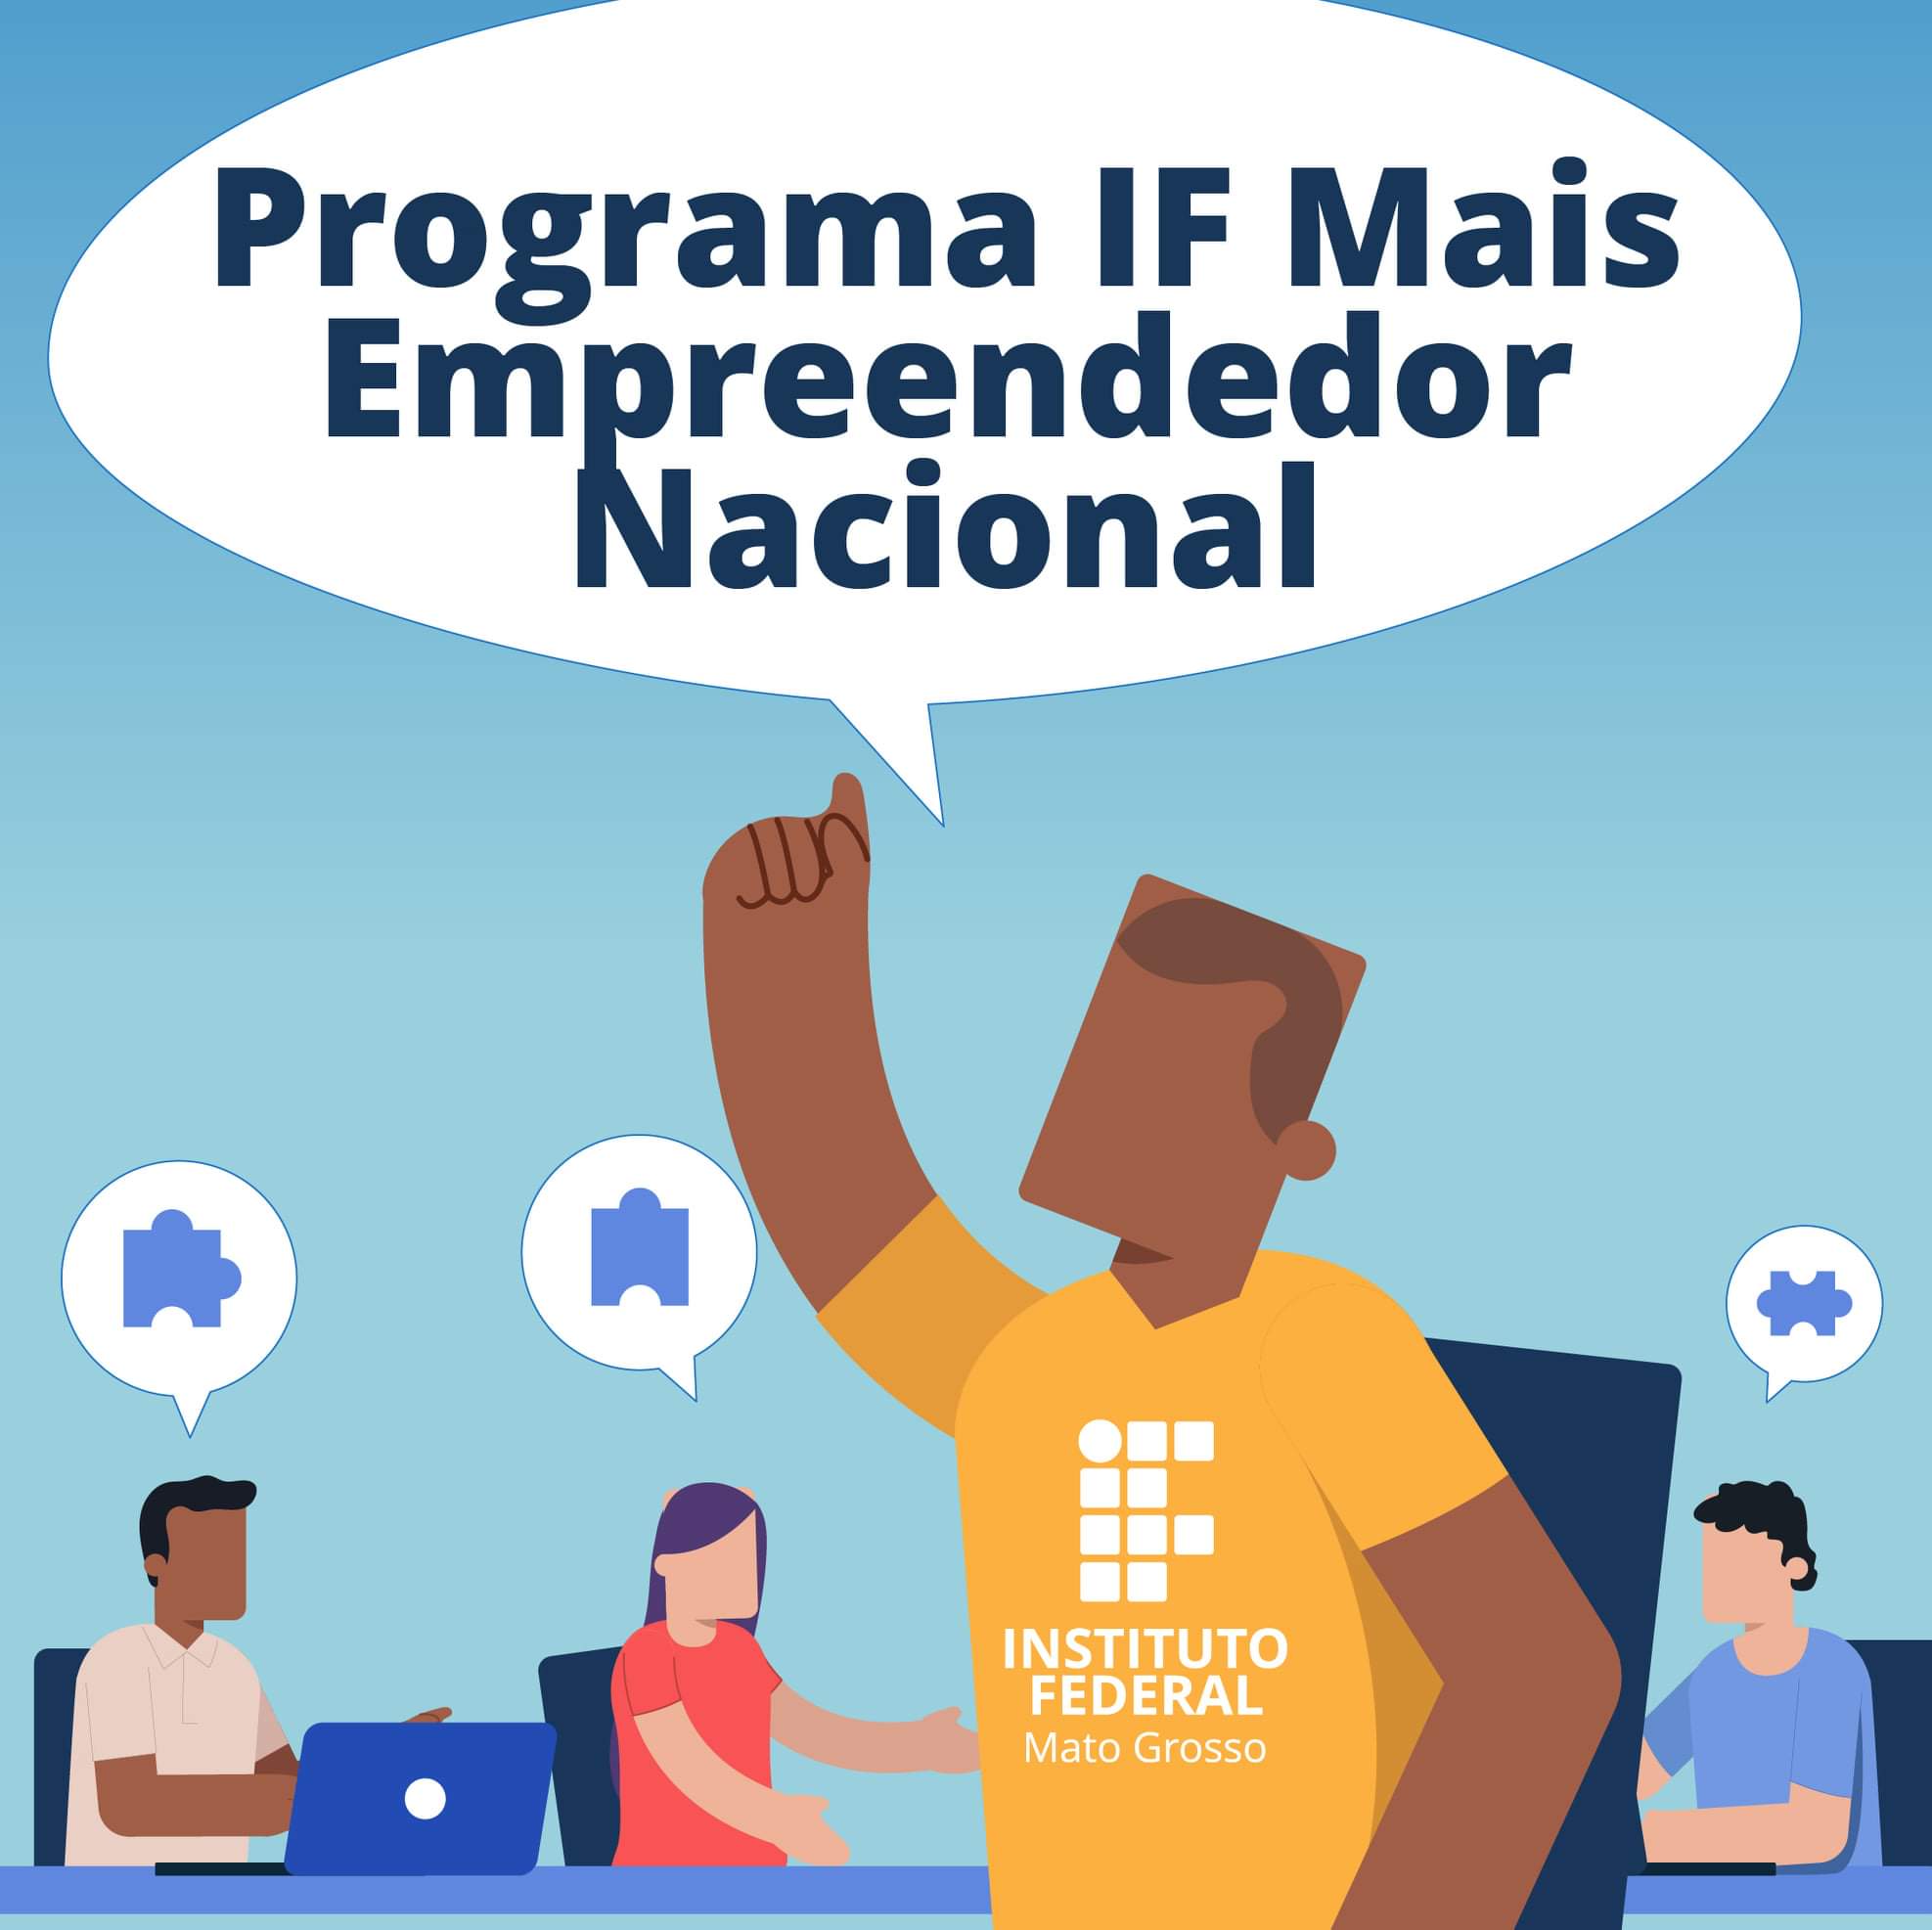 Programa IF Mais
Empreendedor
Nacional
INSTITUTO
FEDERAL
Mato Grosso